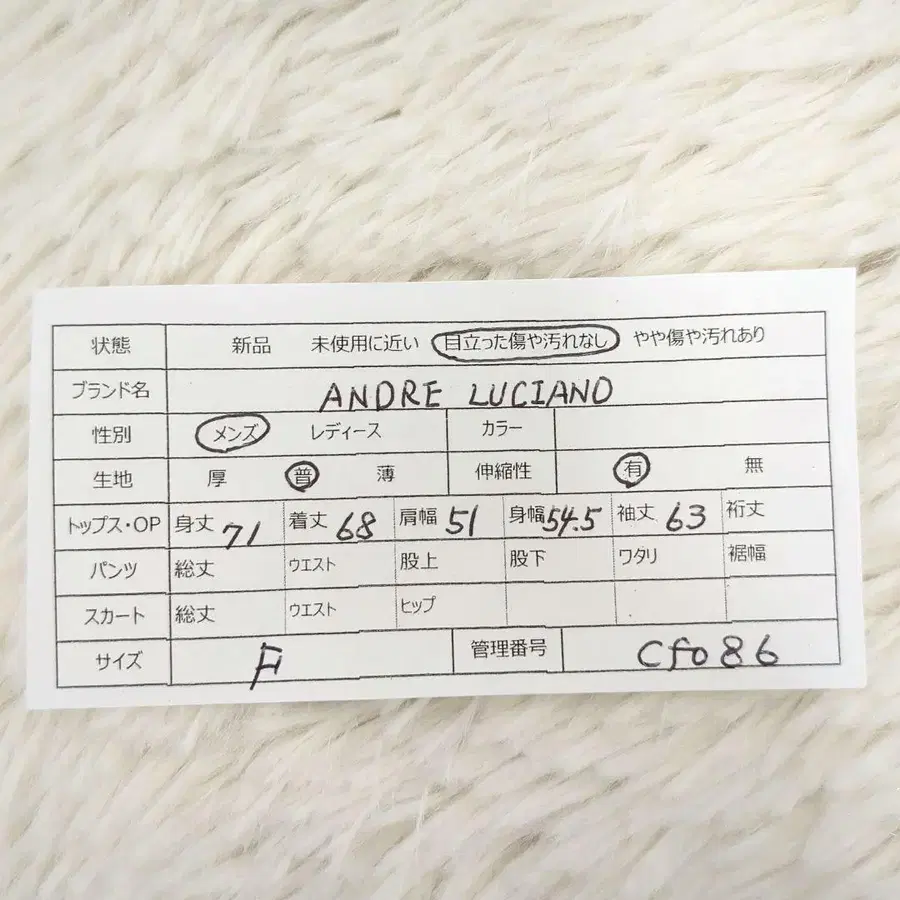 状態 新品 未使用に近い 目立った傷や汚れなし やや傷や汚れあり
ブランド名 ANDRE LUCIANO
性別 メンズ レディース カラー
生地 厚 普 薄 伸縮性 有 無
トップス・OP 身丈 71 着丈 68 肩幅 51 身幅 54.5 袖丈 63 裄丈
パンツ 総丈 ウエスト 股上 股下 ワタリ 裾幅
スカート 総丈 ウエスト ヒップ
サイズ F 管理番号 cf086